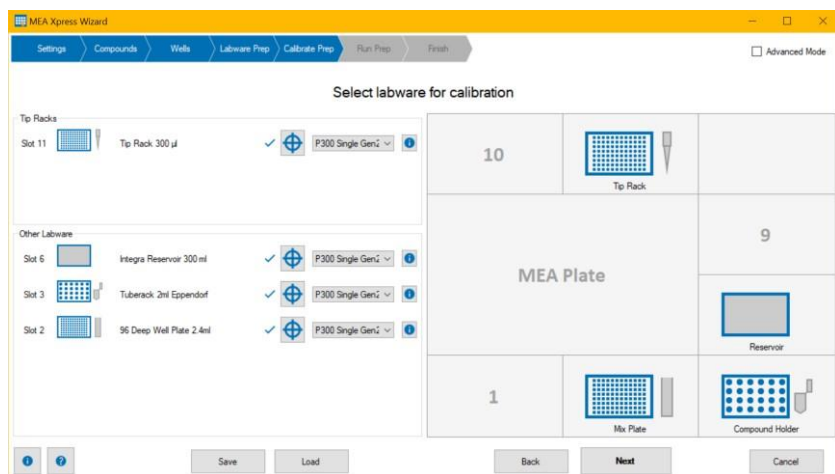 MEA Xpress Wizard
Settings
Compounds
Wells
Labware Prep
Calibrate Prep
Run Prep.
Finish
Advanced Mode
Select labware for calibration
Tip Racks
Slot 11 Tip Rack 300 µl P300 Single Gen2
Other Labware
Slot 6 Integra Reservoir 300 ml P300 Single Gen2
Slot 3 Tuberack 2ml Eppendorf P300 Single Gen2
Slot 2 96 Deep Well Plate 2.4ml P300 Single Gen2
10
Tip Rack
9
MEA Plate
Reservoir
1
Mix Plate
Compound Holder
Save
Load
Back
Next
Cancel